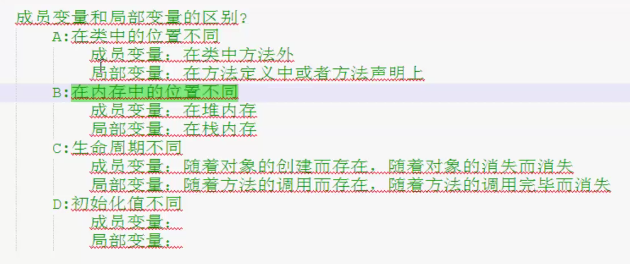 成员变量和局部变量的区别?
A:在类中的位置不同
成员变量：在类中方法外
局部变量：在方法定义中或者方法声明上
B:在内存中的位置不同
成员变量：在堆内存
局部变量：在栈内存
C:生命周期不同
成员变量：随着对象的创建而存在，随着对象的消失而消失
局部变量：随着方法的调用而存在，随着方法的调用完毕而消失
D:初始化值不同
成员变量：
局部变量：